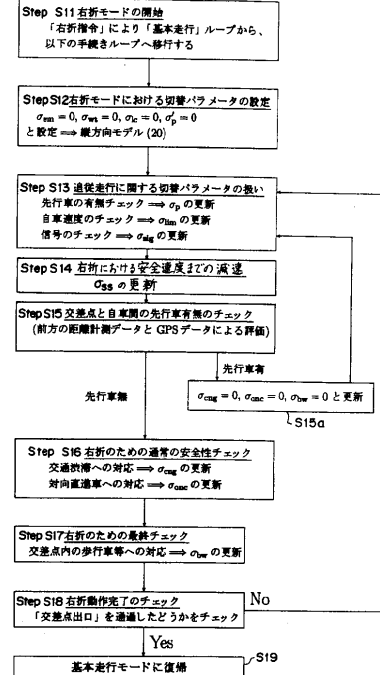 Step S11 右折モードの開始
「右折指令」により「基本走行」ループから、
以下の手続きループへ移行する
Step S12 右折モードにおける切替パラメータの設定
σem = 0, σwt = 0, σlc = 0, σ′p = 0
と設定 ⟹ 縦方向モデル (20)
Step S13 追従走行に関する切替パラメータの扱い
先行車の有無チェック ⟹ σp の更新
自車速度のチェック ⟹ σlim の更新
信号のチェック ⟹ σsig の更新
Step S14 右折における安全速度までの減速
σss の更新
Step S15 交差点と自車間の先行車有無のチェック
(前方の距離計測データと GPSデータによる評価)
先行車有
先行車無
σcng = 0, σonc = 0, σbw = 0 と更新
S15a
Step S16 右折のための通常の安全性チェック
交通渋滞への対応 ⟹ σcng の更新
対向直進車への対応 ⟹ σonc の更新
Step S17 右折のための最終チェック
交差点内の歩行車等への対応 ⟹ σbw の更新
Step S18 右折動作完了のチェック
「交差点出口」を通過したどうかをチェック
No
Yes
S19
基本走行モードに復帰